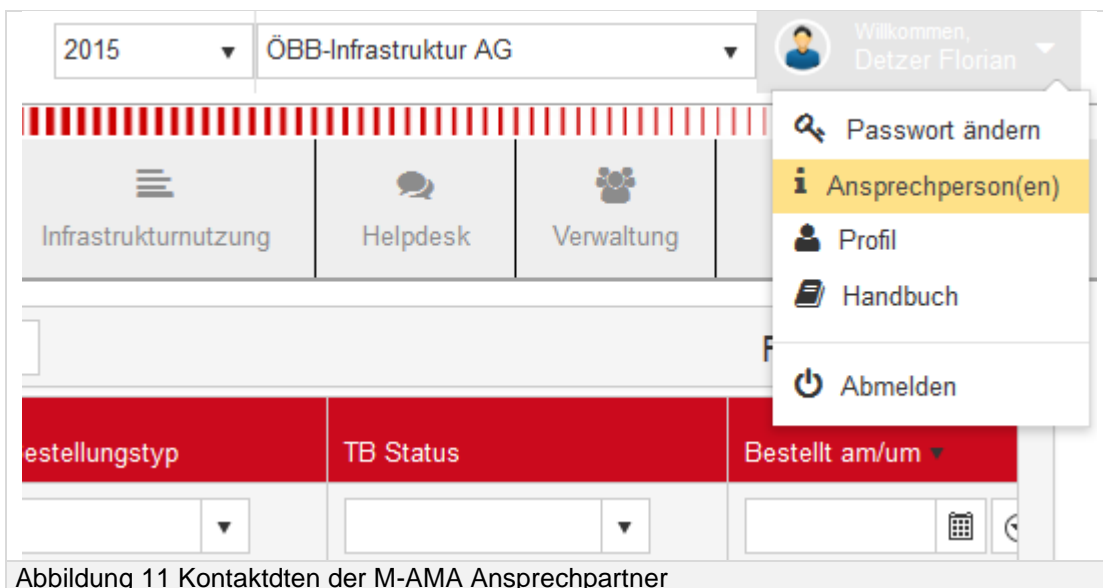 2015
ÖBB-Infrastruktur AG
Willkommen,
Detzer Florian
Passwort ändern
Ansprechperson(en)
Profil
Handbuch
Abmelden
Infrastrukturnutzung
Helpdesk
Verwaltung
F
estellungstyp
TB Status
Bestellt am/um
Abbildung 11 Kontaktdten der M-AMA Ansprechpartner